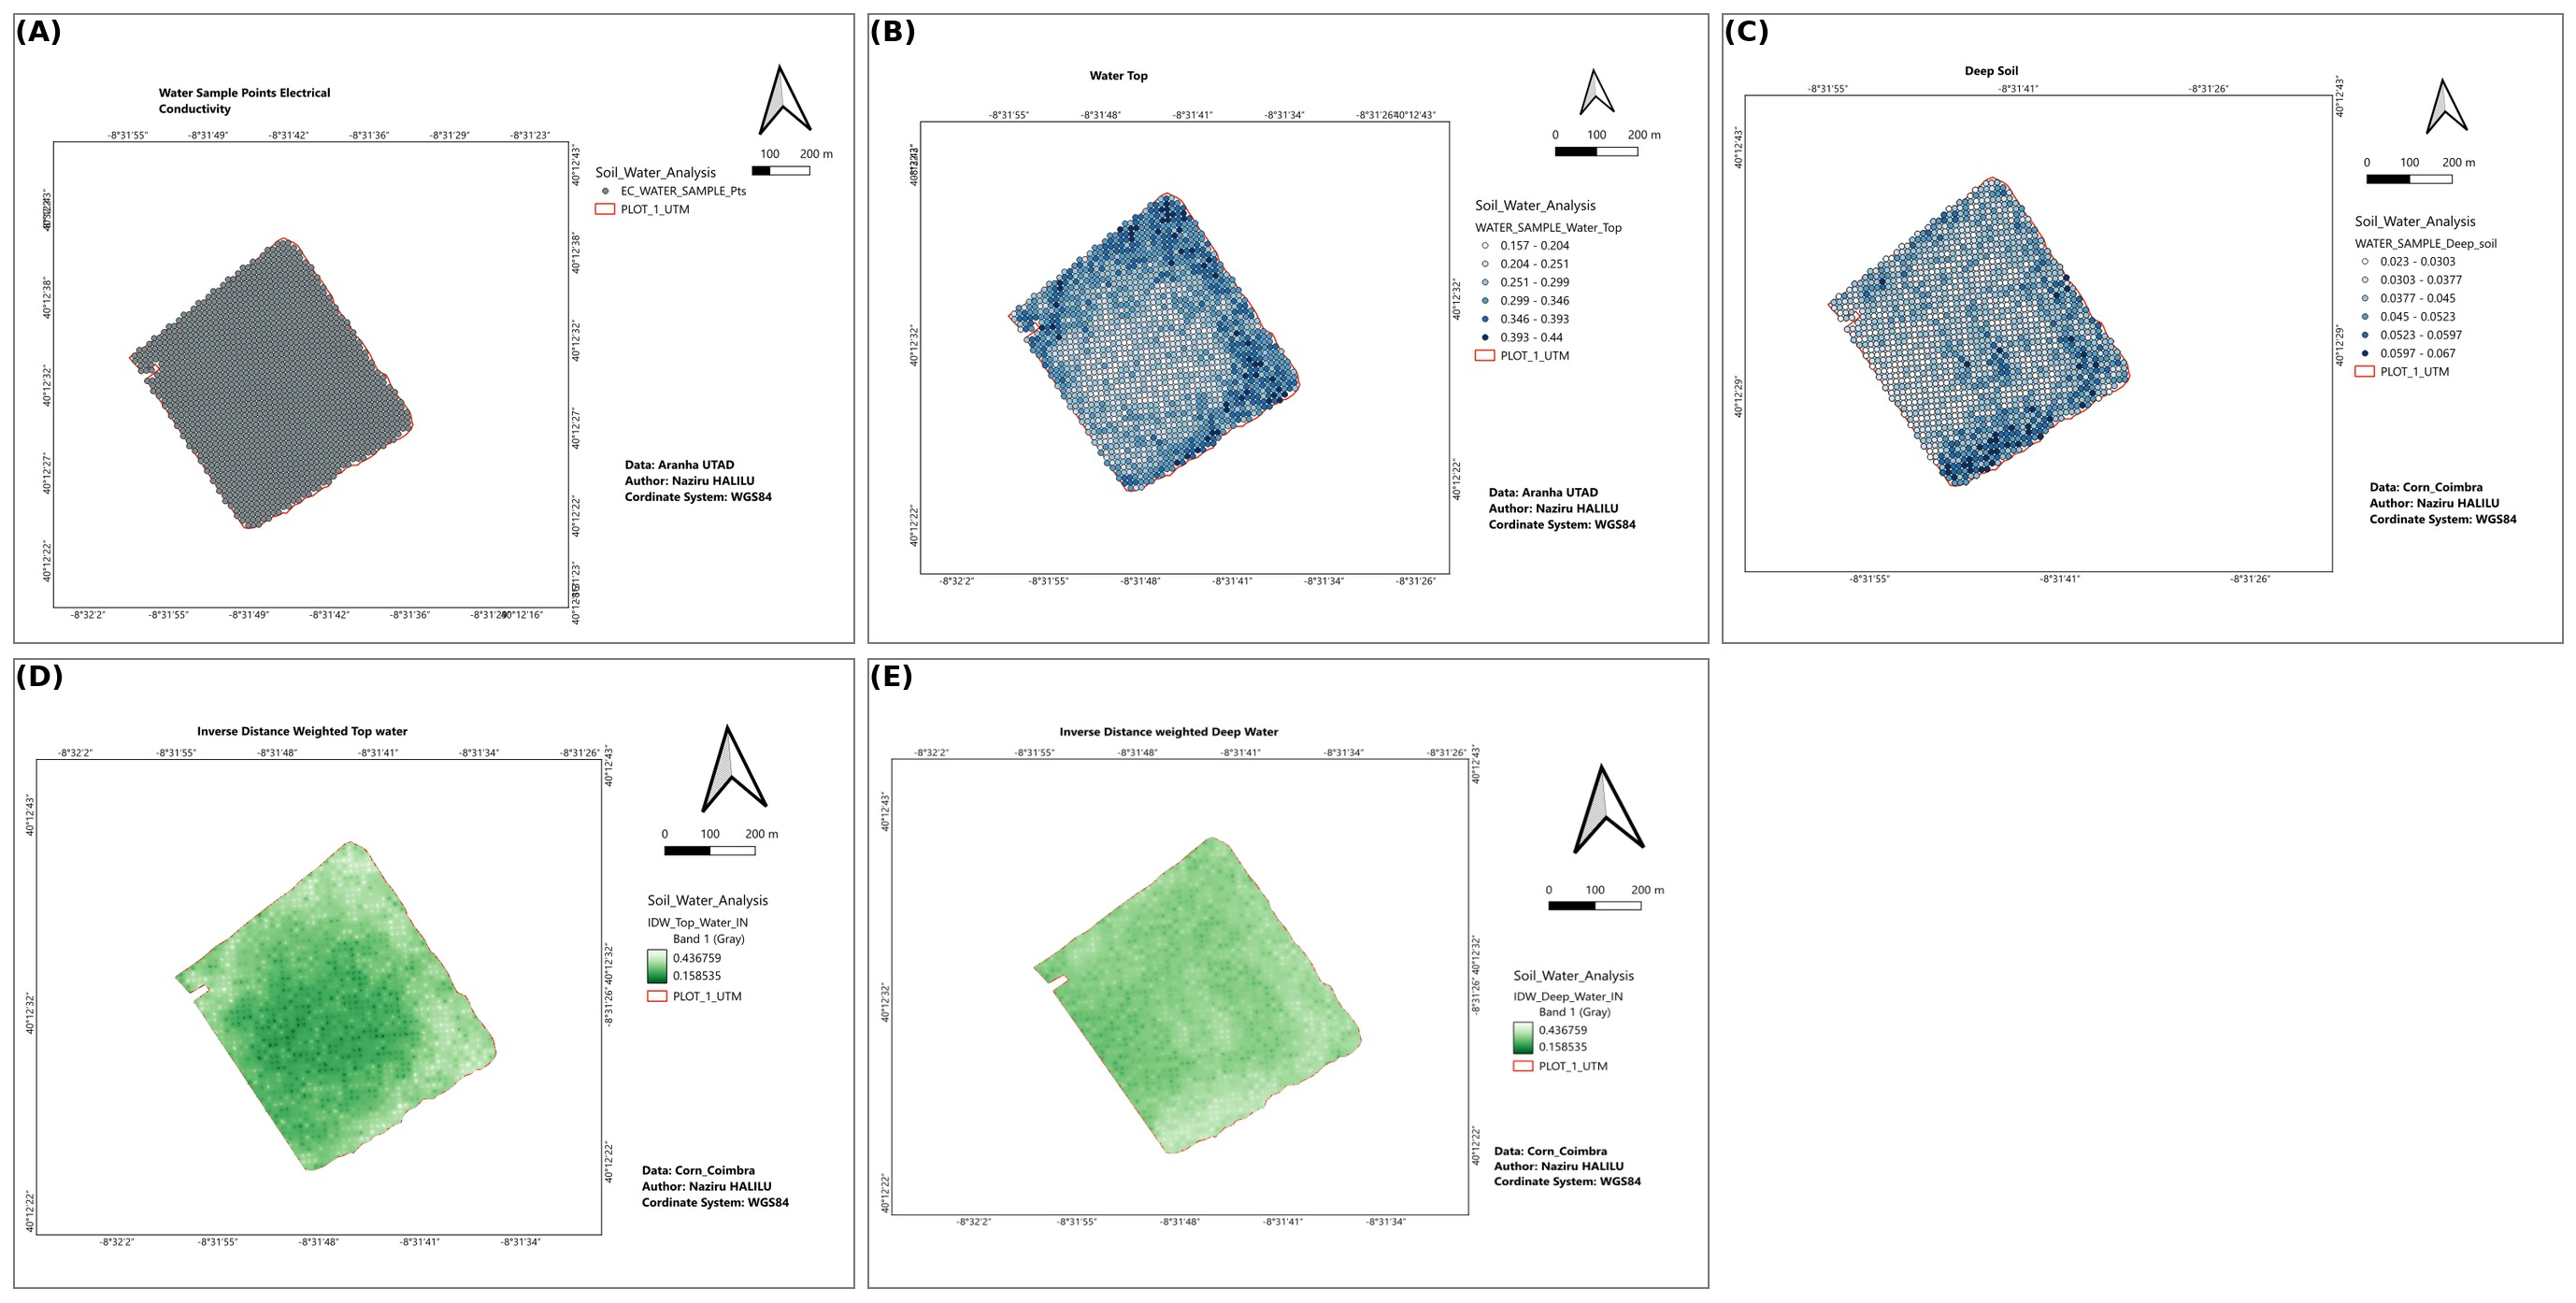 (A)
Water Sample Points Electrical
Conductivity
-8°31'55" -8°31'49" -8°31'42" -8°31'36" -8°31'29" -8°31'23"
100 200 m
Soil_Water_Analysis
EC_WATER_SAMPLE_Pts
PLOT_1_UTM
40°12'38"
40°12'32"
40°12'27"
40°12'22"
40°12'43"
40°12'38"
40°12'32"
40°12'27"
40°12'22"
Data: Aranha UTAD
Author: Naziru HALILU
Cordinate System: WGS84
-8°32'2" -8°31'55" -8°31'49" -8°31'42" -8°31'36"
(B)
Water Top
-8°31'55" -8°31'48" -8°31'41" -8°31'34" -8°31'26" 40°12'43"
0 100 200 m
Soil_Water_Analysis
WATER_SAMPLE_Water_Top
0.157 - 0.204
0.204 - 0.251
0.251 - 0.299
0.299 - 0.346
0.346 - 0.393
0.393 - 0.44
PLOT_1_UTM
40°12'32"
40°12'22"
40°12'32"
40°12'22"
Data: Aranha UTAD
Author: Naziru HALILU
Cordinate System: WGS84
-8°32'2" -8°31'55" -8°31'48" -8°31'41" -8°31'34" -8°31'26"
(C)
Deep Soil
-8°31'55" -8°31'41" -8°31'26"
40°12'43"
40°12'29"
40°12'43"
40°12'29"
0 100 200 m
Soil_Water_Analysis
WATER_SAMPLE_Deep_soil
0.023 - 0.0303
0.0303 - 0.0377
0.0377 - 0.045
0.045 - 0.0523
0.0523 - 0.0597
0.0597 - 0.067
PLOT_1_UTM
Data: Corn_Coimbra
Author: Naziru HALILU
Cordinate System: WGS84
-8°31'55" -8°31'41" -8°31'26"
(D)
Inverse Distance Weighted Top water
-8°32'2" -8°31'55" -8°31'48" -8°31'41" -8°31'34" -8°31'26"
40°12'43"
40°12'32"
40°12'22"
40°12'43"
-8°31'26" 40°12'32"
40°12'22"
0 100 200 m
Soil_Water_Analysis
IDW_Top_Water_IN
Band 1 (Gray)
0.436759
0.158535
PLOT_1_UTM
Data: Corn_Coimbra
Author: Naziru HALILU
Cordinate System: WGS84
-8°32'2" -8°31'55" -8°31'48" -8°31'41" -8°31'34"
(E)
Inverse Distance weighted Deep Water
-8°32'2" -8°31'55" -8°31'48" -8°31'41" -8°31'34" -8°31'26"
40°12'43"
40°12'32"
40°12'22"
40°12'43"
-8°31'26" 40°12'32"
40°12'22"
0 100 200 m
Soil_Water_Analysis
IDW_Deep_Water_IN
Band 1 (Gray)
0.436759
0.158535
PLOT_1_UTM
Data: Corn_Coimbra
Author: Naziru HALILU
Cordinate System: WGS84
-8°32'2" -8°31'55" -8°31'48" -8°31'41" -8°31'34"